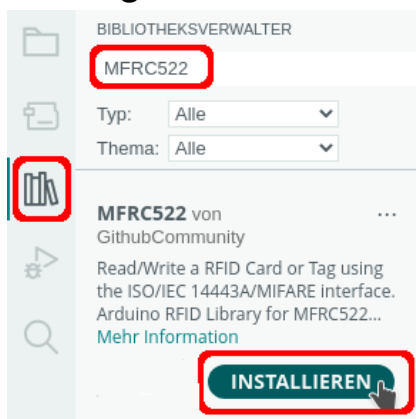 BIBLIOTHEKSVERWALTER
MFRC522
Typ: Alle
Thema: Alle
MFRC522 von
GithubCommunity
...
Read/Write a RFID Card or Tag using
the ISO/IEC 14443A/MIFARE interface.
Arduino RFID Library for MFRC522...
Mehr Information
INSTALLIEREN